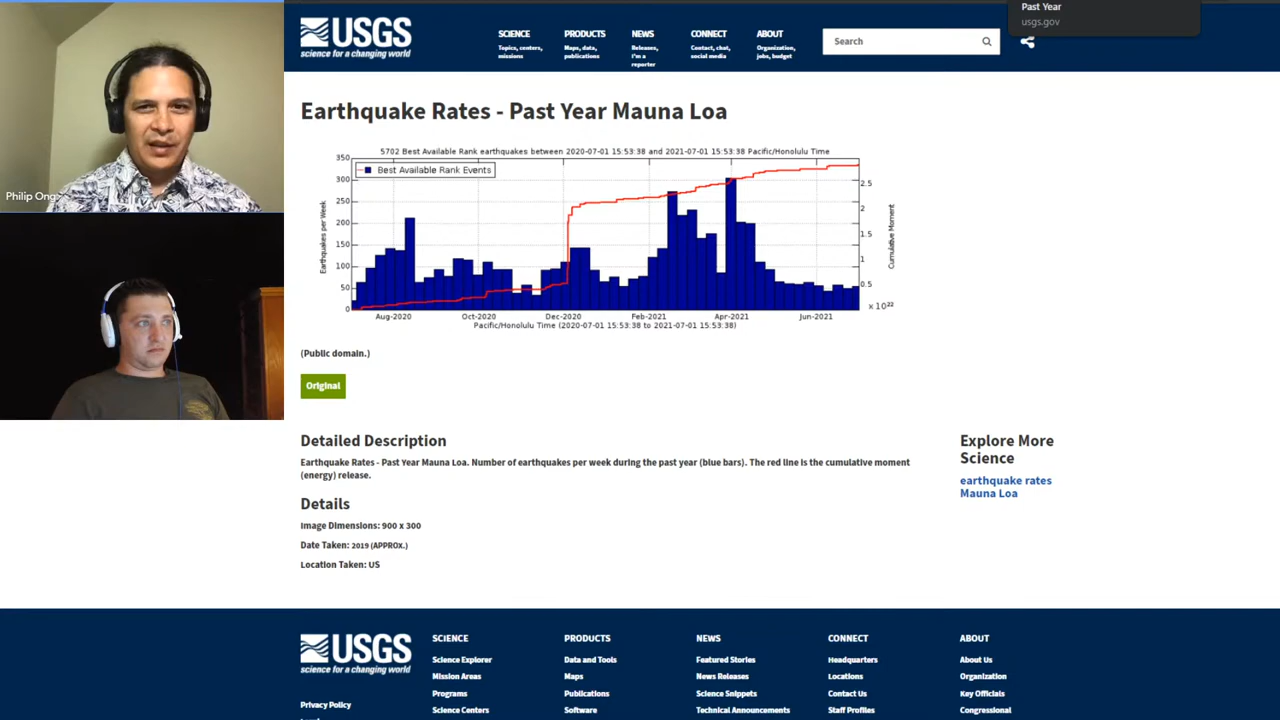 Past Year
usgs.gov
USGS
science for a changing world
SCIENCE
Topics, centers,
missions
PRODUCTS
Maps, data,
publications
NEWS
Releases,
I'm a
reporter
CONNECT
Contact, chat,
social media
ABOUT
Organization,
jobs, budget
Search
Philip Ong
Earthquake Rates - Past Year Mauna Loa
5702 Best Available Rank earthquakes between 2020-07-01 15:53:38 and 2021-07-01 15:53:38 Pacific/Honolulu Time
Best Available Rank Events
Earthquakes per Week
350
300
250
200
150
100
50
0
2.5
2
1.5
1
0.5
Cumulative Moment
× 10²²
Aug-2020 Oct-2020 Dec-2020 Feb-2021 Apr-2021 Jun-2021
Pacific/Honolulu Time (2020-07-01 15:53:38 to 2021-07-01 15:53:38)
(Public domain.)
Original
Detailed Description
Earthquake Rates - Past Year Mauna Loa. Number of earthquakes per week during the past year (blue bars). The red line is the cumulative moment
(energy) release.
Details
Image Dimensions: 900 x 300
Date Taken: 2019 (APPROX.)
Location Taken: US
Explore More
Science
earthquake rates
Mauna Loa
USGS
science for a changing world
Privacy Policy
SCIENCE
Science Explorer
Mission Areas
Programs
Science Centers
PRODUCTS
Data and Tools
Maps
Publications
Software
NEWS
Featured Stories
News Releases
Science Snippets
Technical Announcements
CONNECT
Headquarters
Locations
Contact Us
Staff Profiles
ABOUT
About Us
Organization
Key Officials
Congressional